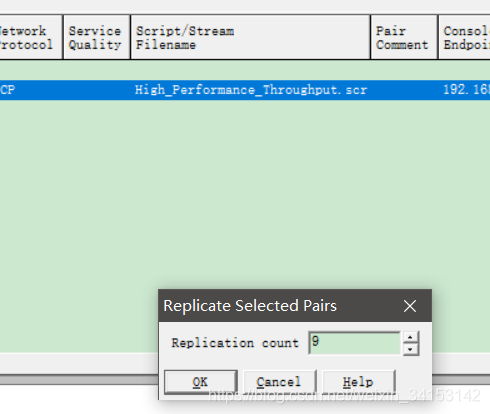 Network Service Script/Stream Pair Console
Protocol Quality Filename Comment Endpoint
CP High_Performance_Throughput.scr 192.168
Replicate Selected Pairs
Replication count 9
OK Cancel Help
https://blog.csdn.net/weixin_34153142